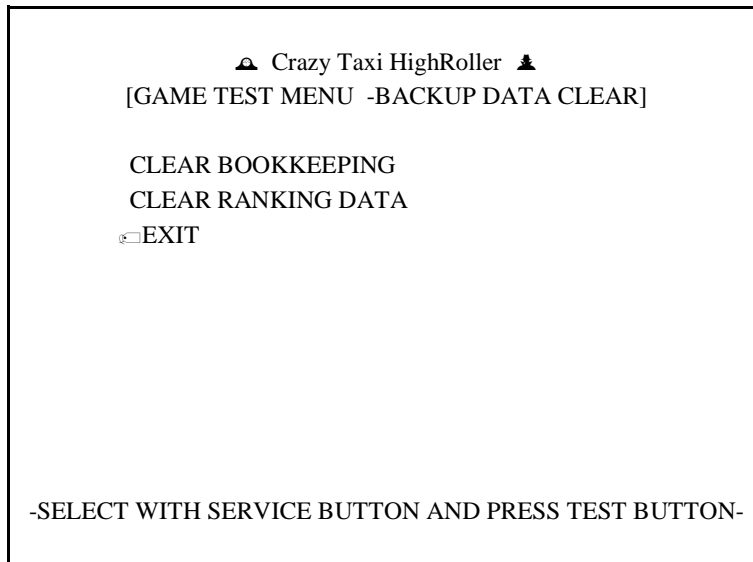 Crazy Taxi HighRoller
[GAME TEST MENU -BACKUP DATA CLEAR]
CLEAR BOOKKEEPING
CLEAR RANKING DATA
EXIT
-SELECT WITH SERVICE BUTTON AND PRESS TEST BUTTON-